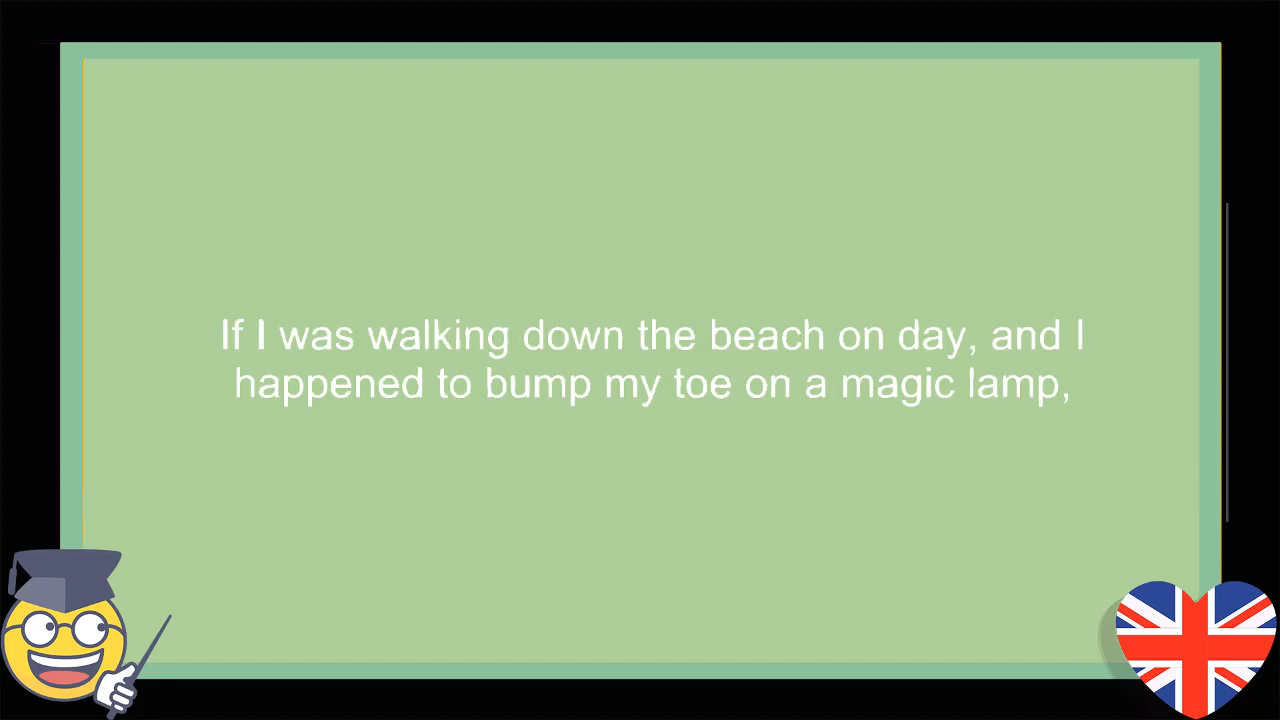 If I was walking down the beach on day, and I
happened to bump my toe on a magic lamp,